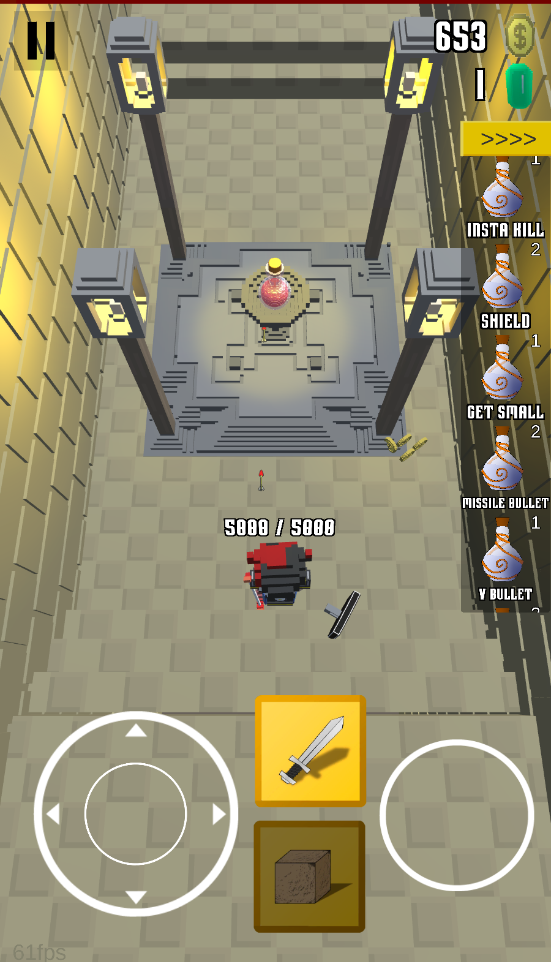 653
1
>>>>
1
INSTA KILL
2
SHIELD
1
GET SMALL
2
MISSILE BULLET
1
V BULLET
5000 / 5000
61fps